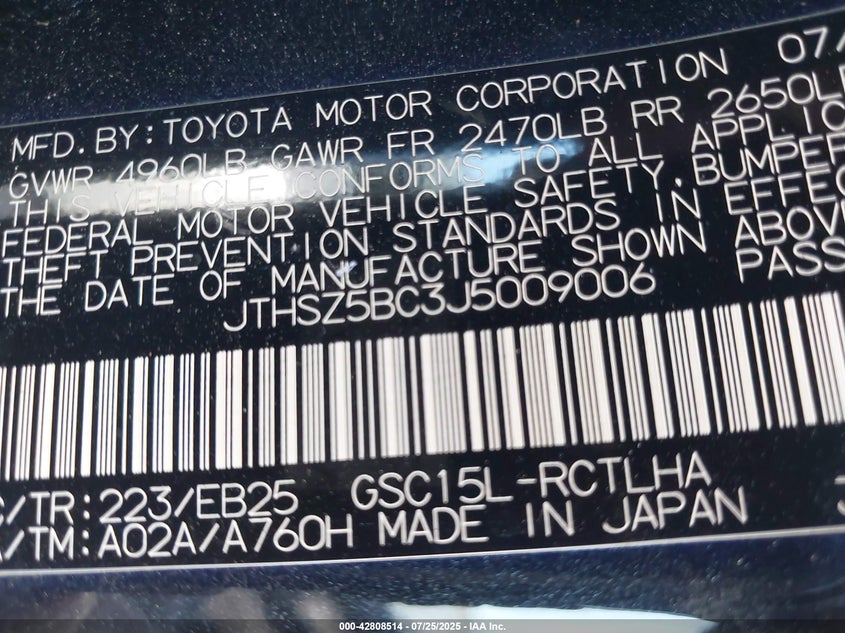 MFD.BY:TOYOTA MOTOR CORPORATION 07/
GVWR 4960LB GAWR FR 2470LB RR 2650LB
THIS VEHICLE CONFORMS TO ALL APPLIC
FEDERAL MOTOR VEHICLE SAFETY,BUMPER
THEFT PREVENTION STANDARDS IN EFFEC
THE DATE OF MANUFACTURE SHOWN ABOVE
JTHSZ5BC3J5009006 PASS
C/TR:223/EB25 GSC15L-RCTLHA
A/TM:A02A/A760H MADE IN JAPAN
000-42808514 - 07/25/2025 - IAA Inc.